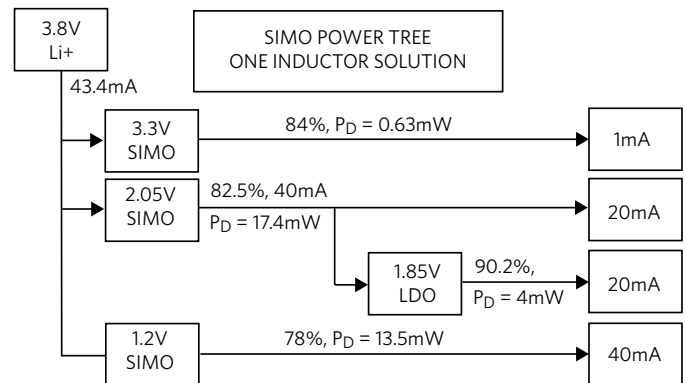 3.8V
Li+
SIMO POWER TREE
ONE INDUCTOR SOLUTION
43.4mA
3.3V
SIMO
84%, PD = 0.63mW
1mA
2.05V
SIMO
82.5%, 40mA
PD = 17.4mW
20mA
1.85V
LDO
90.2%,
PD = 4mW
20mA
1.2V
SIMO
78%, PD = 13.5mW
40mA